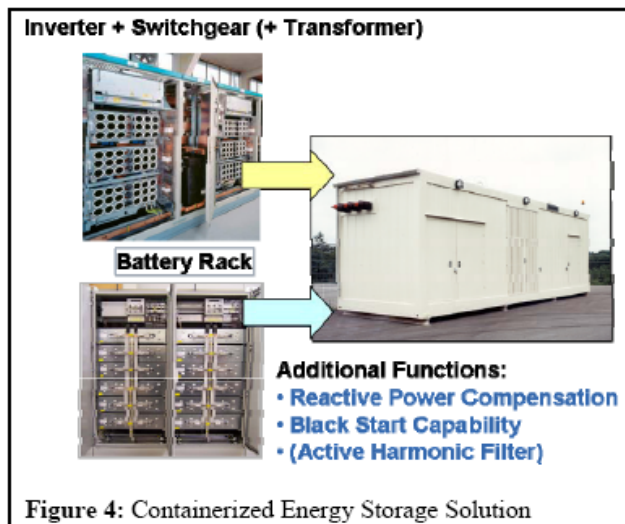 Inverter + Switchgear (+ Transformer)
Battery Rack
Additional Functions:
• Reactive Power Compensation
• Black Start Capability
• (Active Harmonic Filter)
Figure 4: Containerized Energy Storage Solution